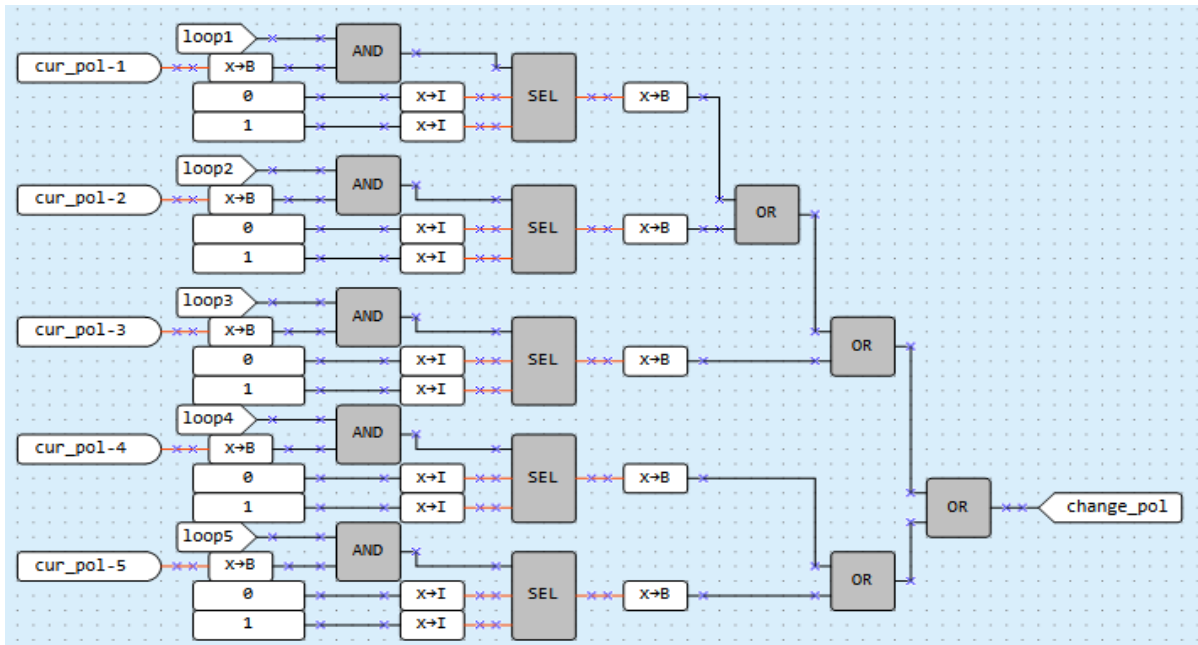 loop1
AND
cur_pol-1
x→B
0
x→I
SEL
x→B
1
x→I
loop2
AND
cur_pol-2
x→B
OR
0
x→I
SEL
x→B
1
x→I
loop3
AND
cur_pol-3
x→B
OR
0
x→I
SEL
x→B
1
x→I
loop4
AND
cur_pol-4
x→B
0
x→I
SEL
x→B
1
x→I
OR
change_pol
loop5
AND
cur_pol-5
x→B
OR
0
x→I
SEL
x→B
1
x→I